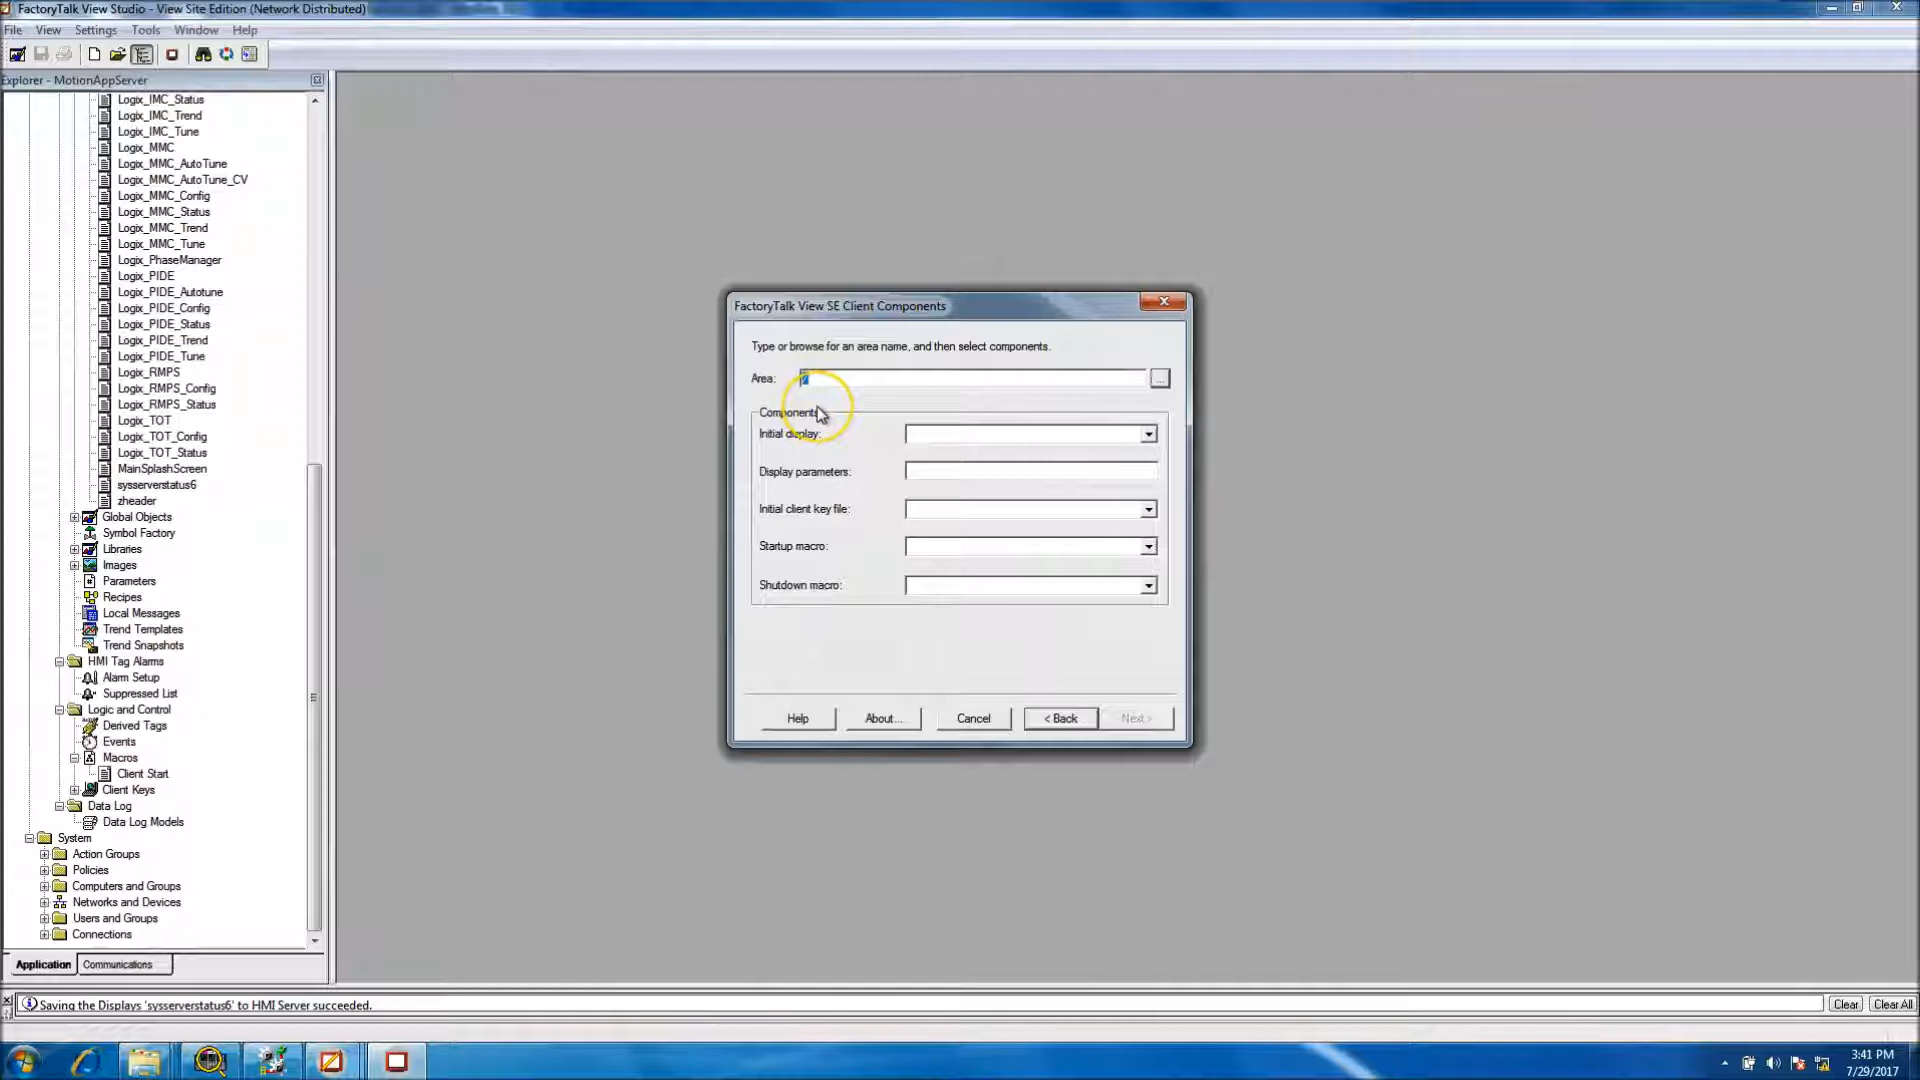 FactoryTalk View Studio - View Site Edition (Network Distributed)
File View Settings Tools Window Help
Explorer - MotionAppServer
Logix_IMC_Status
Logix_IMC_Trend
Logix_IMC_Tune
Logix_MMC
Logix_MMC_AutoTune
Logix_MMC_AutoTune_CV
Logix_MMC_Config
Logix_MMC_Status
Logix_MMC_Trend
Logix_MMC_Tune
Logix_PhaseManager
Logix_PIDE
Logix_PIDE_Autotune
Logix_PIDE_Config
Logix_PIDE_Status
Logix_PIDE_Trend
Logix_PIDE_Tune
Logix_RMPS
Logix_RMPS_Config
Logix_RMPS_Status
Logix_TOT
Logix_TOT_Config
Logix_TOT_Status
MainSplashScreen
sysserverstatus6
zheader
Global Objects
Symbol Factory
Libraries
Images
Parameters
Recipes
Local Messages
Trend Templates
Trend Snapshots
HMI Tag Alarms
Alarm Setup
Suppressed List
Logic and Control
Derived Tags
Events
Macros
Client Start
Client Keys
Data Log
Data Log Models
System
Action Groups
Policies
Computers and Groups
Networks and Devices
Users and Groups
Connections
Application Communications
FactoryTalk View SE Client Components
Type or browse for an area name, and then select components.
Area: / ...
Components
Initial display:
Display parameters:
Initial client key file:
Startup macro:
Shutdown macro:
Help About... Cancel < Back Next >
Saving the Displays 'sysserverstatus6' to HMI Server succeeded. Clear Clear All
3:41 PM
7/29/2017